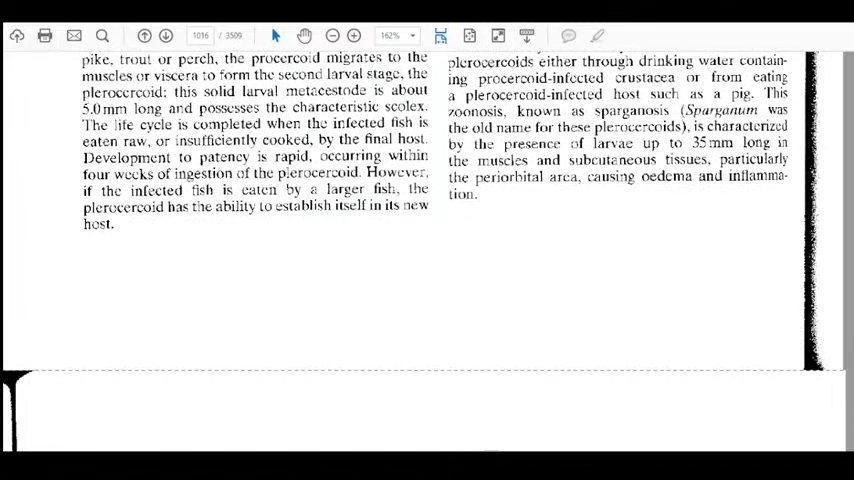 1016 / 3509
162%
pike, trout or perch, the procercoid migrates to the
muscles or viscera to form the second larval stage, the
plerocercoid; this solid larval metacestode is about
5.0 mm long and possesses the characteristic scolex.
The life cycle is completed when the infected fish is
eaten raw, or insufficiently cooked, by the final host.
Development to patency is rapid, occurring within
four weeks of ingestion of the plerocercoid. However,
if the infected fish is eaten by a larger fish, the
plerocercoid has the ability to establish itself in its new
host.
plerocercoids either through drinking water contain-
ing procercoid-infected crustacea or from eating
a plerocercoid-infected host such as a pig. This
zoonosis, known as sparganosis (Sparganum was
the old name for these plerocercoids), is characterized
by the presence of larvae up to 35 mm long in
the muscles and subcutaneous tissues, particularly
the periorbital area, causing oedema and inflamma-
tion.